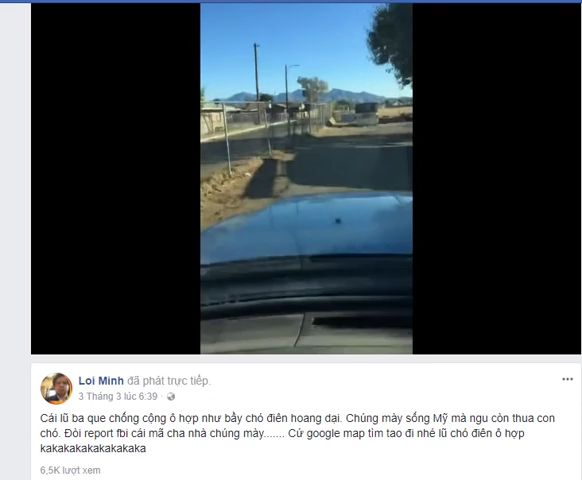 Loi Minh đã phát trực tiếp.
3 Tháng 3 lúc 6:39 ·
Cái lũ ba que chống cộng ô hợp như bầy chó điên hoang dại. Chúng mày sống Mỹ mà ngu còn thua con
chó. Đòi report fbi cái mã cha nhà chúng mày....... Cứ google map tìm tao đi nhé lũ chó điên ô hợp
kakakakakakakakaka
6,5K lượt xem